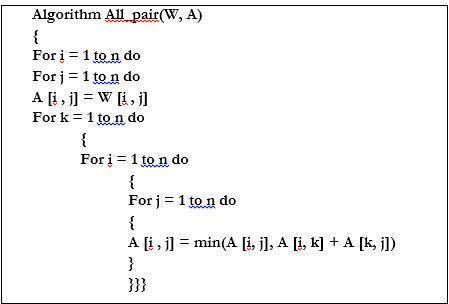 Algorithm All_pair(W, A)
{
For i = 1 to n do
For j = 1 to n do
A [i , j] = W [i , j]
For k = 1 to n do
{
For i = 1 to n do
{
For j = 1 to n do
{
A [i , j] = min(A [i, j], A [i, k] + A [k, j])
}
}}}